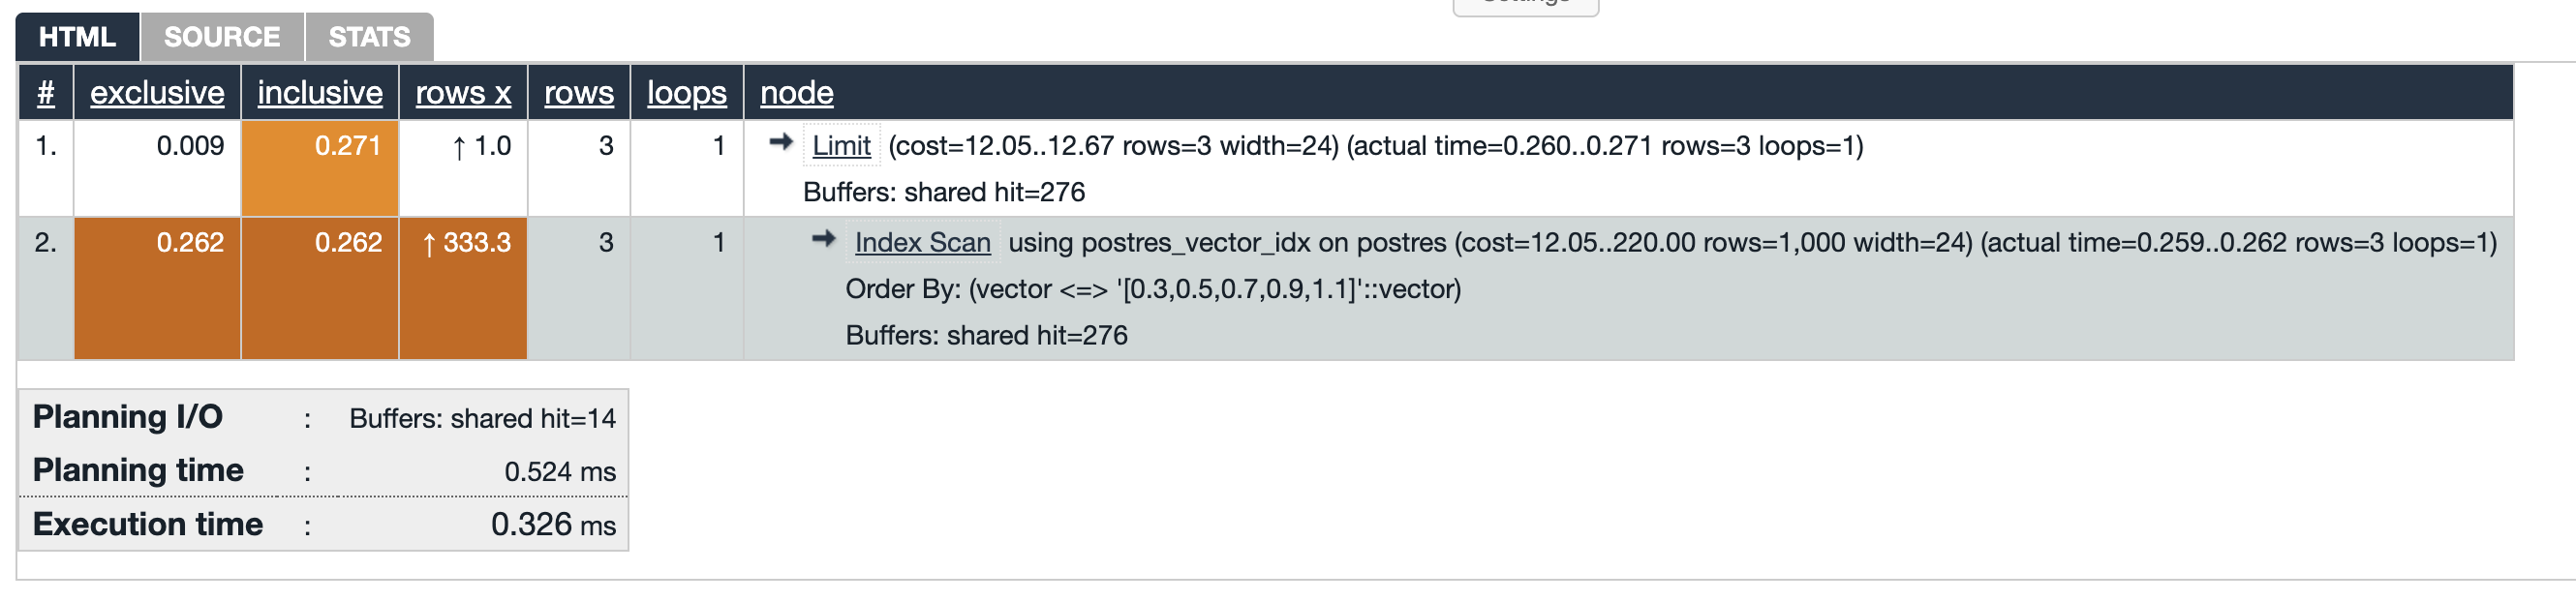 Settings
HTML SOURCE STATS
# exclusive inclusive rows x rows loops node
1. 0.009 0.271 ↑ 1.0 3 1 ➞ Limit (cost=12.05..12.67 rows=3 width=24) (actual time=0.260..0.271 rows=3 loops=1)
Buffers: shared hit=276
2. 0.262 0.262 ↑ 333.3 3 1 ➞ Index Scan using postres_vector_idx on postres (cost=12.05..220.00 rows=1,000 width=24) (actual time=0.259..0.262 rows=3 loops=1)
Order By: (vector <=> '[0.3,0.5,0.7,0.9,1.1]'::vector)
Buffers: shared hit=276
Planning I/O : Buffers: shared hit=14
Planning time : 0.524 ms
Execution time : 0.326 ms